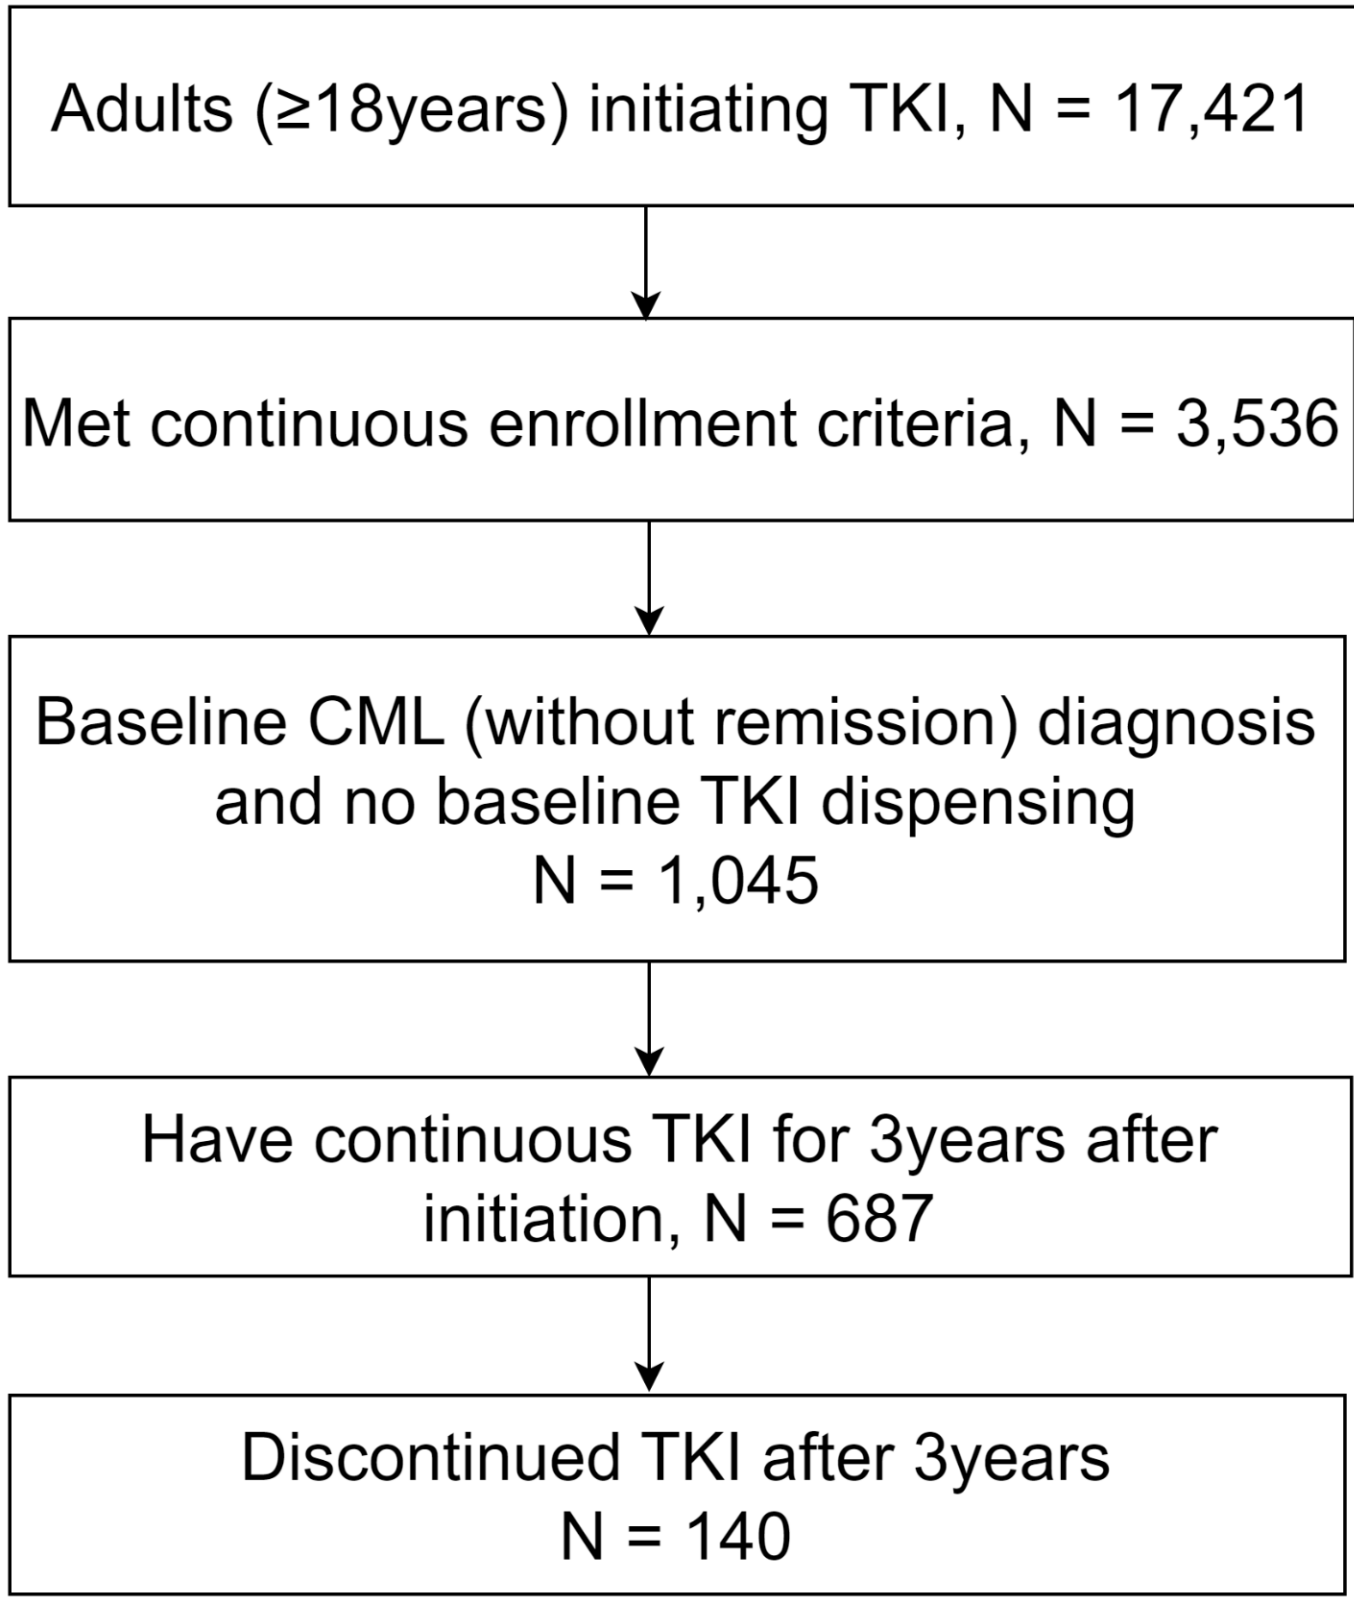 Adults (≥18years) initiating TKI, N = 17,421
Met continuous enrollment criteria, N = 3,536
Baseline CML (without remission) diagnosis
and no baseline TKI dispensing
N = 1,045
Have continuous TKI for 3years after
initiation, N = 687
Discontinued TKI after 3years
N = 140